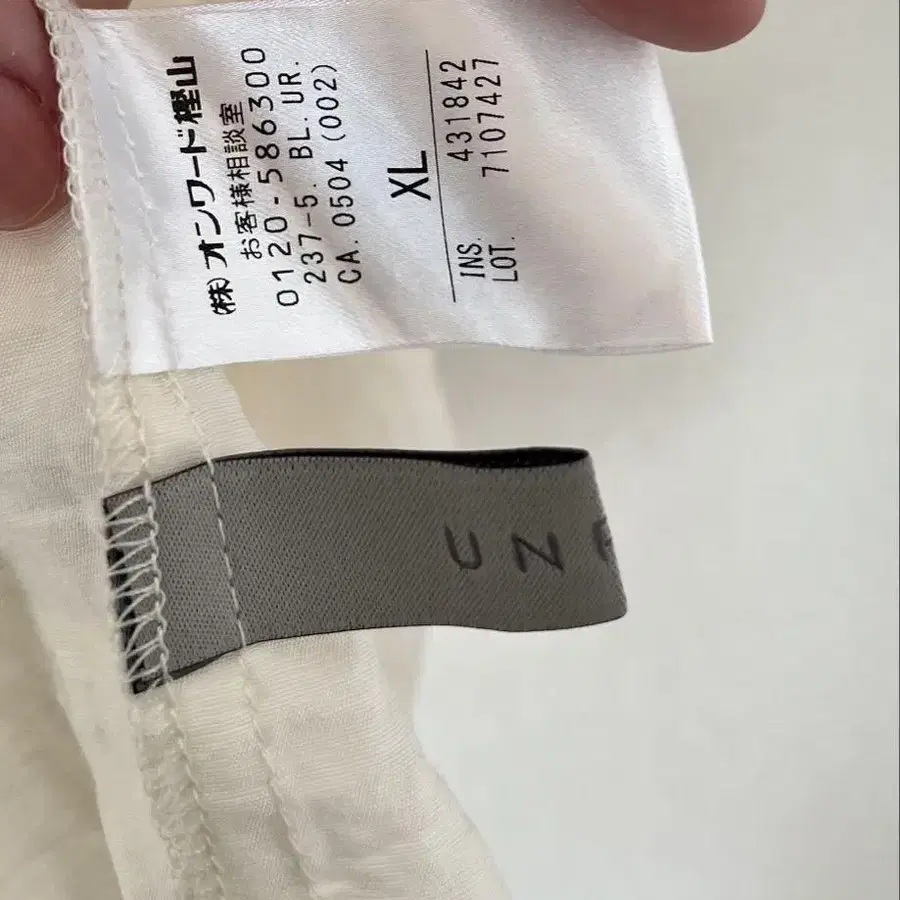 (株)オンワード樫山
お客様相談室
0120-586300
237-5. BL.UR.
CA.0504(002)
XL
INS. 431842
LOT. 7107427